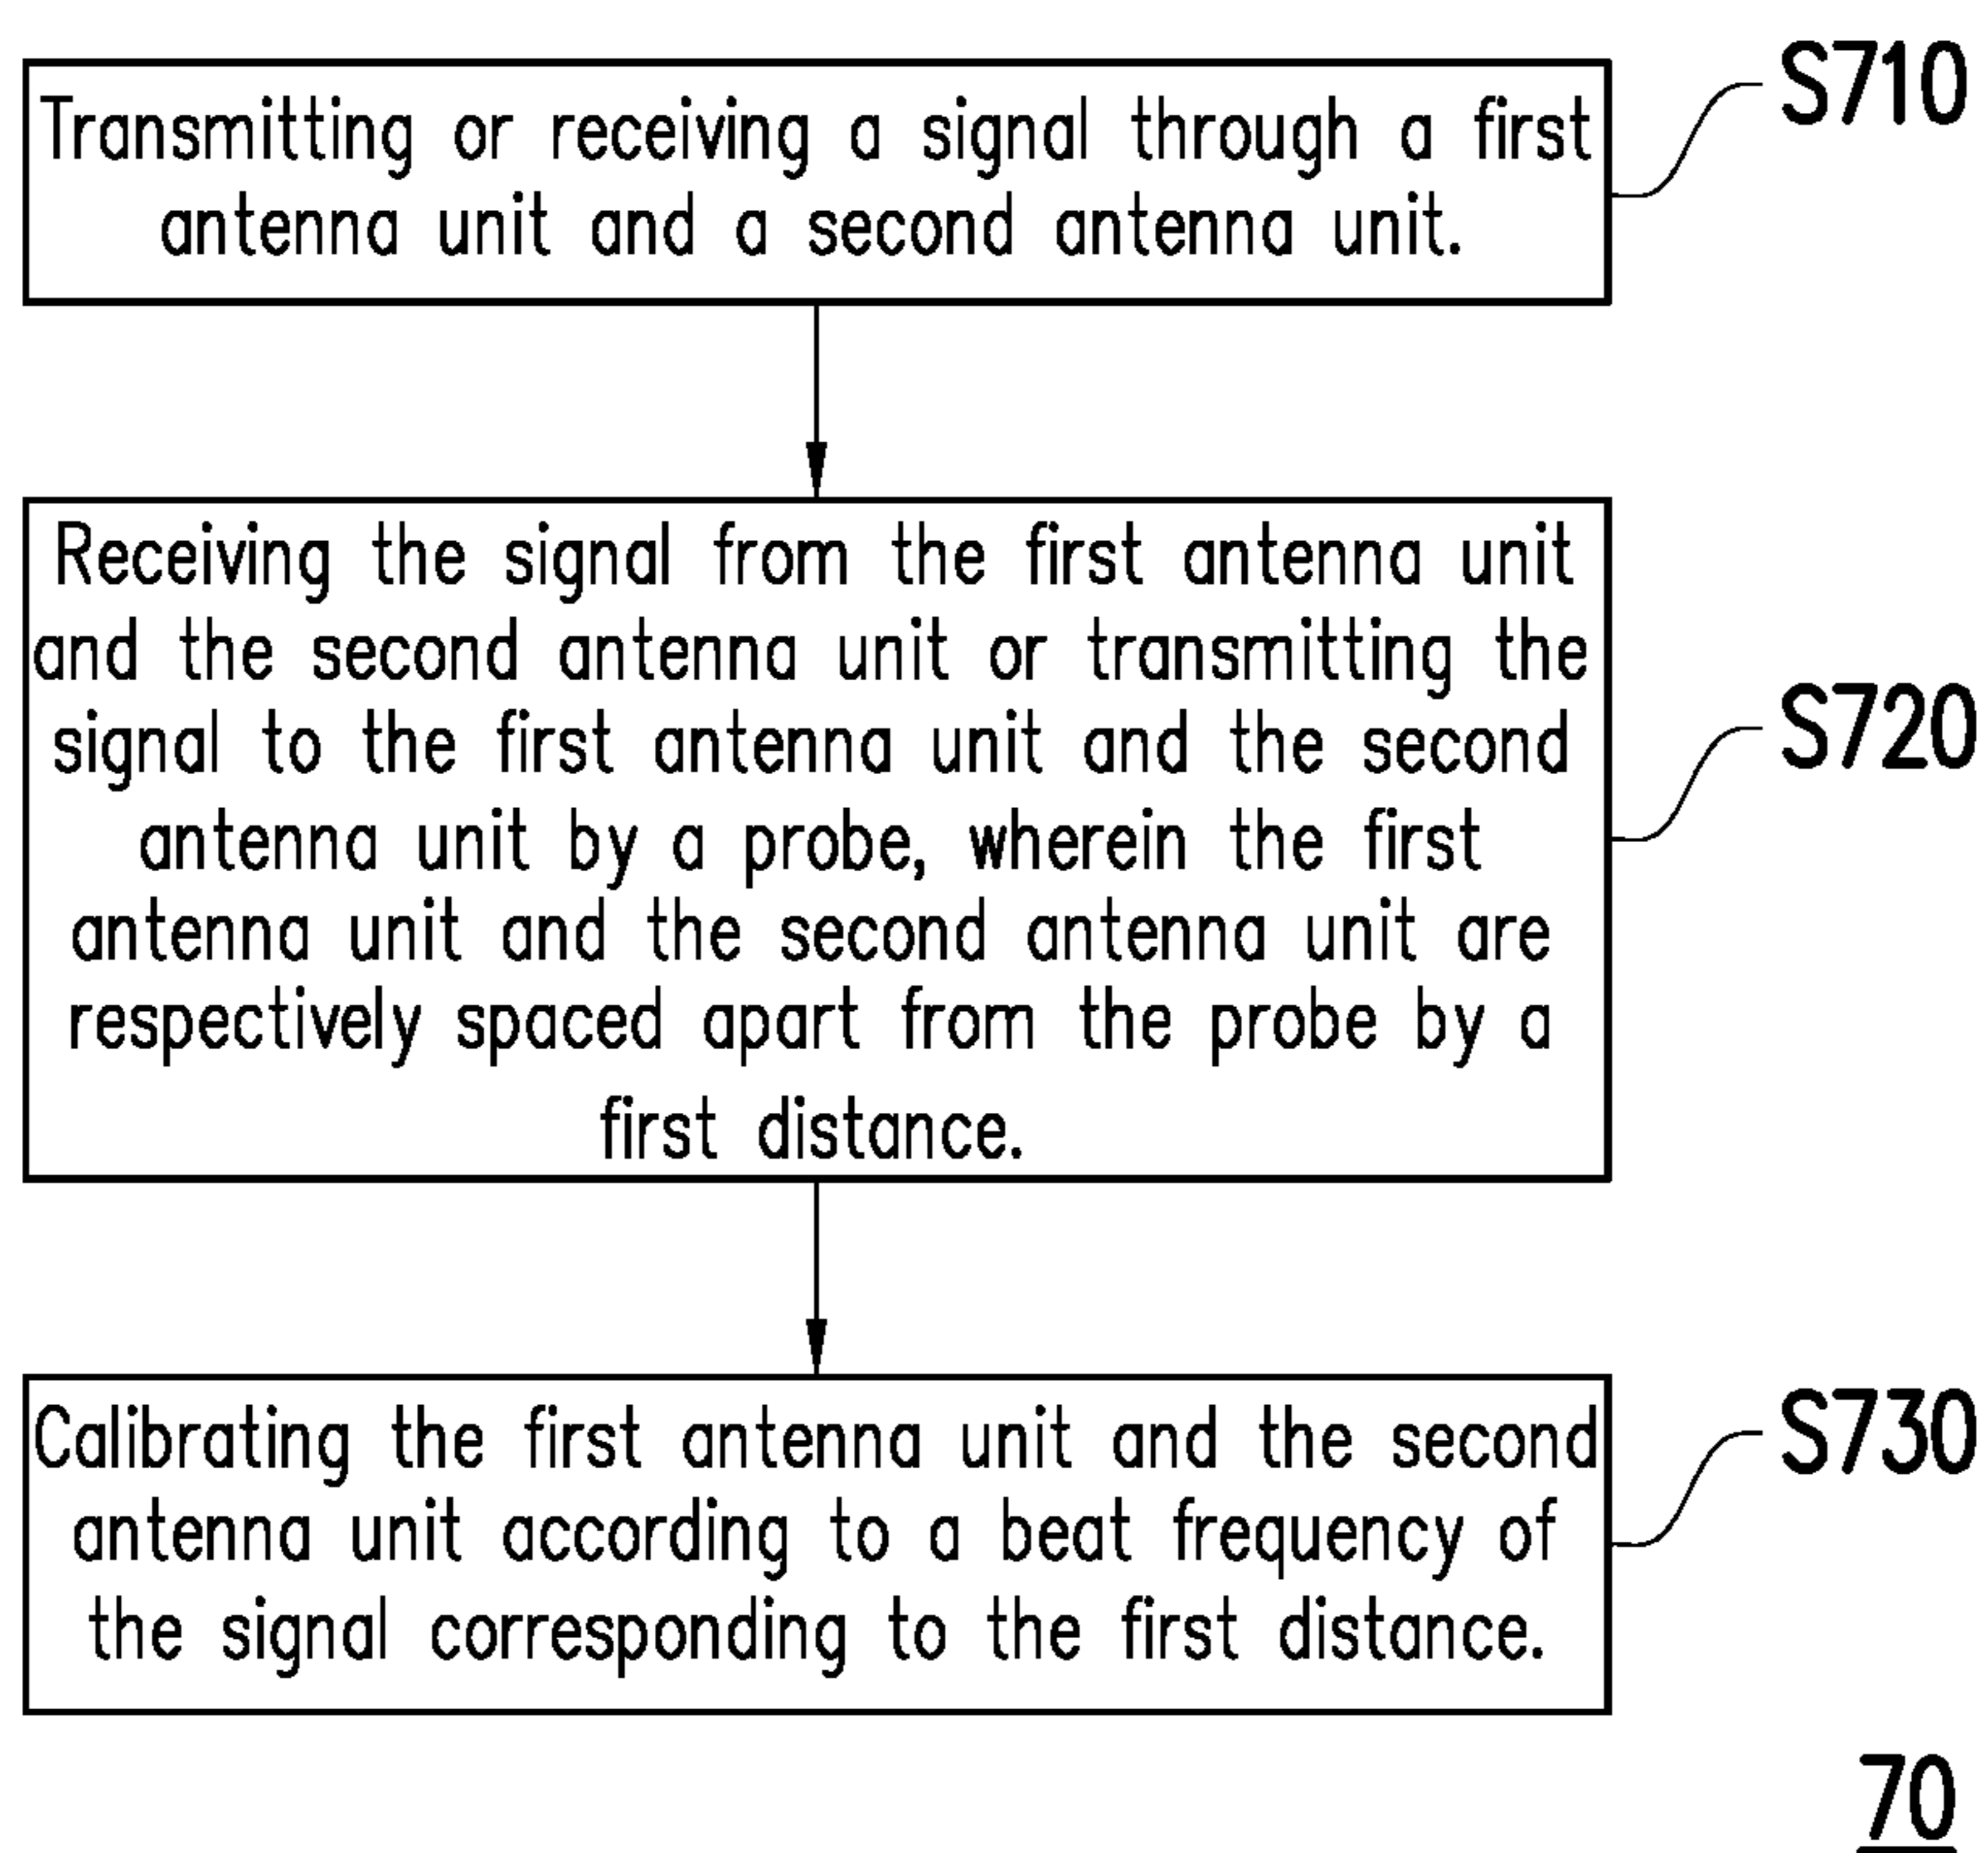 S710
Transmitting or receiving a signal through a first
antenna unit and a second antenna unit.
Receiving the signal from the first antenna unit
and the second antenna unit or transmitting the
signal to the first antenna unit and the second
antenna unit by a probe, wherein the first
antenna unit and the second antenna unit are
respectively spaced apart from the probe by a
first distance.
S720
Calibrating the first antenna unit and the second
antenna unit according to a beat frequency of
the signal corresponding to the first distance.
S730
70